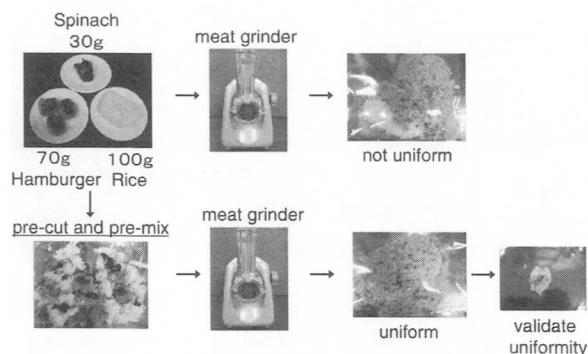 Spinach
30g
meat grinder
not uniform
70g 100g
Hamburger Rice
pre-cut and pre-mix
meat grinder
uniform
validate
uniformity